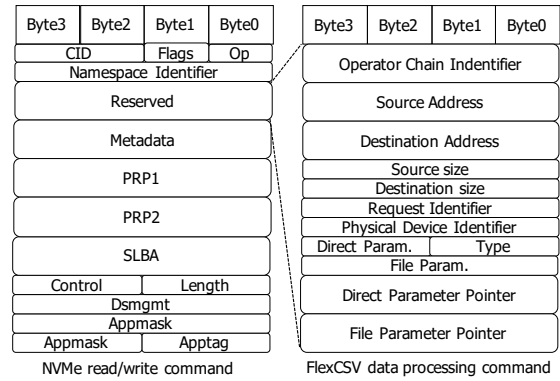 Byte3 Byte2 Byte1 Byte0
CID Flags Op
Namespace Identifier
Reserved
Metadata
PRP1
PRP2
SLBA
Control Length
Dsmgmt
Appmask
Appmask Apptag
NVMe read/write command
Byte3 Byte2 Byte1 Byte0
Operator Chain Indentifier
Source Address
Destination Address
Source size
Destination size
Request Identifier
Physical Device Identifier
Direct Param. Type
File Param.
Direct Parameter Pointer
File Parameter Pointer
FlexCSV data processing command